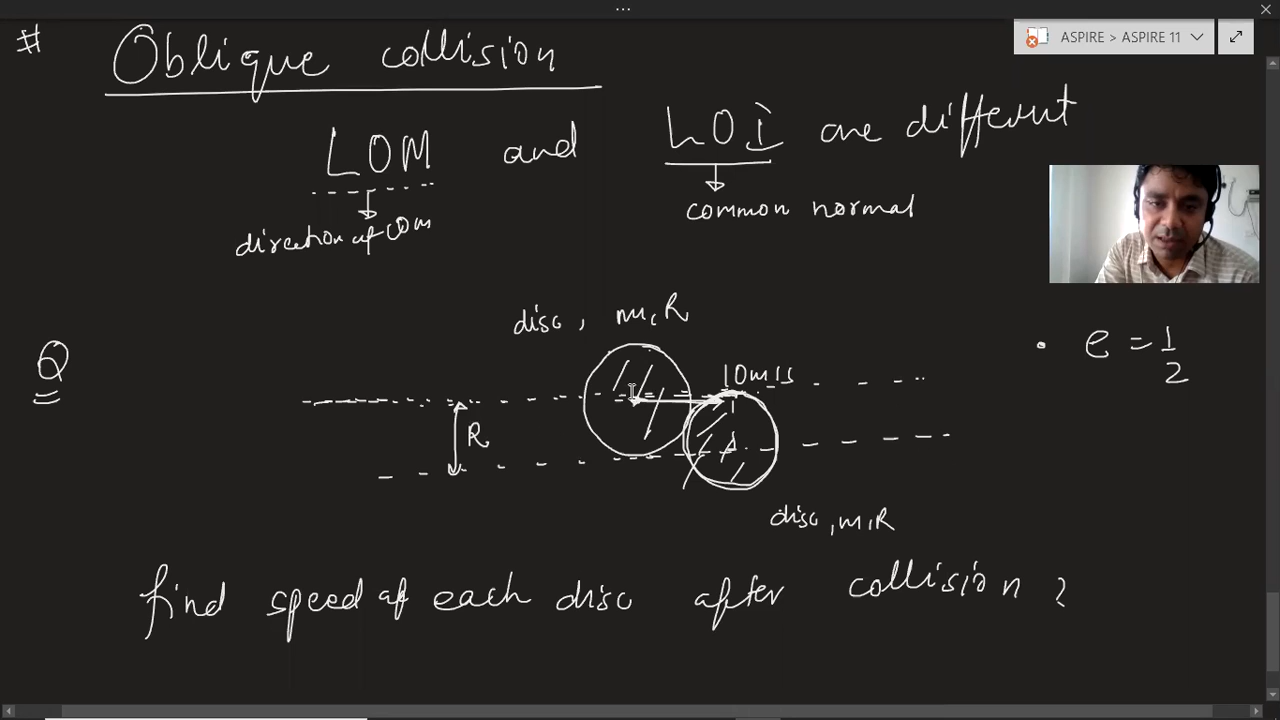 # Oblique collision
ASPIRE > ASPIRE 11
LOM and LOI are different
direction of COM
common normal
disc, m, R
Q
10m/s
• e = 1/2
R
disc, m, R
find speed of each disc after collision ?